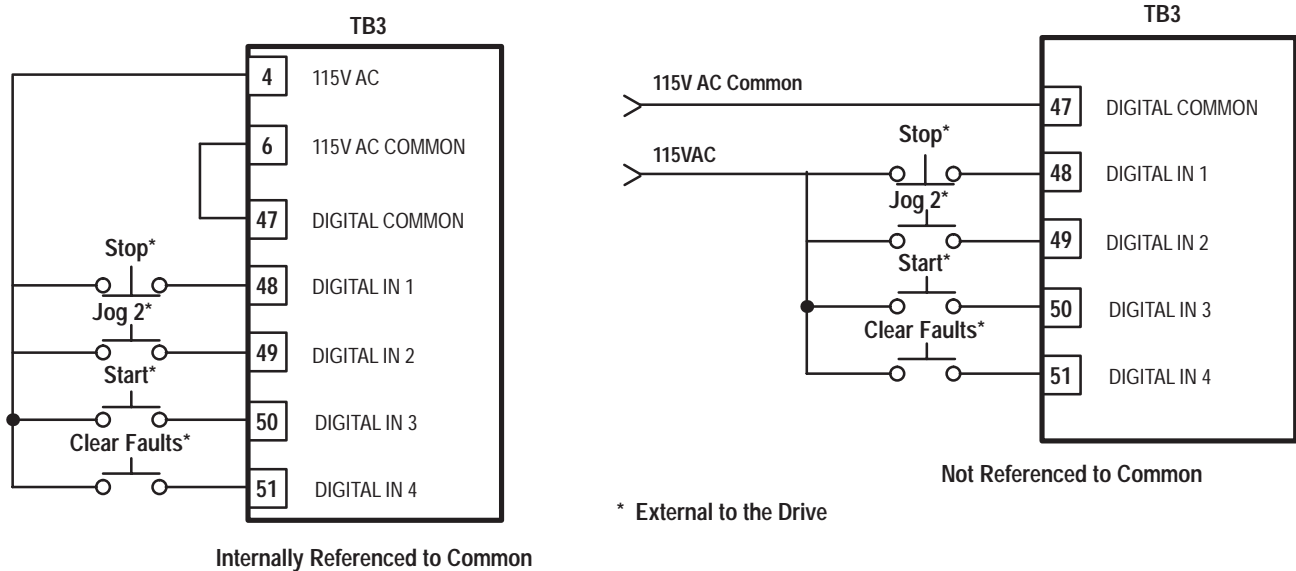 TB3
4 115V AC
6 115V AC COMMON
47 DIGITAL COMMON
Stop*
48 DIGITAL IN 1
Jog 2*
49 DIGITAL IN 2
Start*
50 DIGITAL IN 3
Clear Faults*
51 DIGITAL IN 4
Internally Referenced to Common
TB3
115V AC Common
47 DIGITAL COMMON
Stop*
115VAC
48 DIGITAL IN 1
Jog 2*
49 DIGITAL IN 2
Start*
50 DIGITAL IN 3
Clear Faults*
51 DIGITAL IN 4
Not Referenced to Common
* External to the Drive